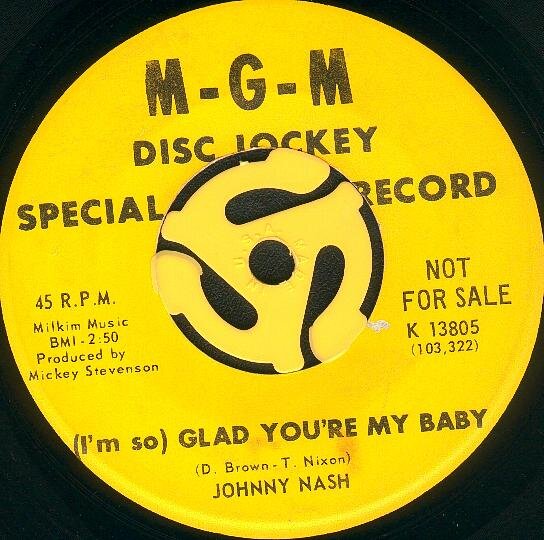 M-G-M
DISC JOCKEY
SPECIAL RECORD
45 R.P.M.
Milkim Music
BMI - 2:50
Produced by
Mickey Stevenson
NOT
FOR SALE
K 13805
(103,322)
(I'm so) GLAD YOU'RE MY BABY
(D. Brown - T. Nixon)
JOHNNY NASH